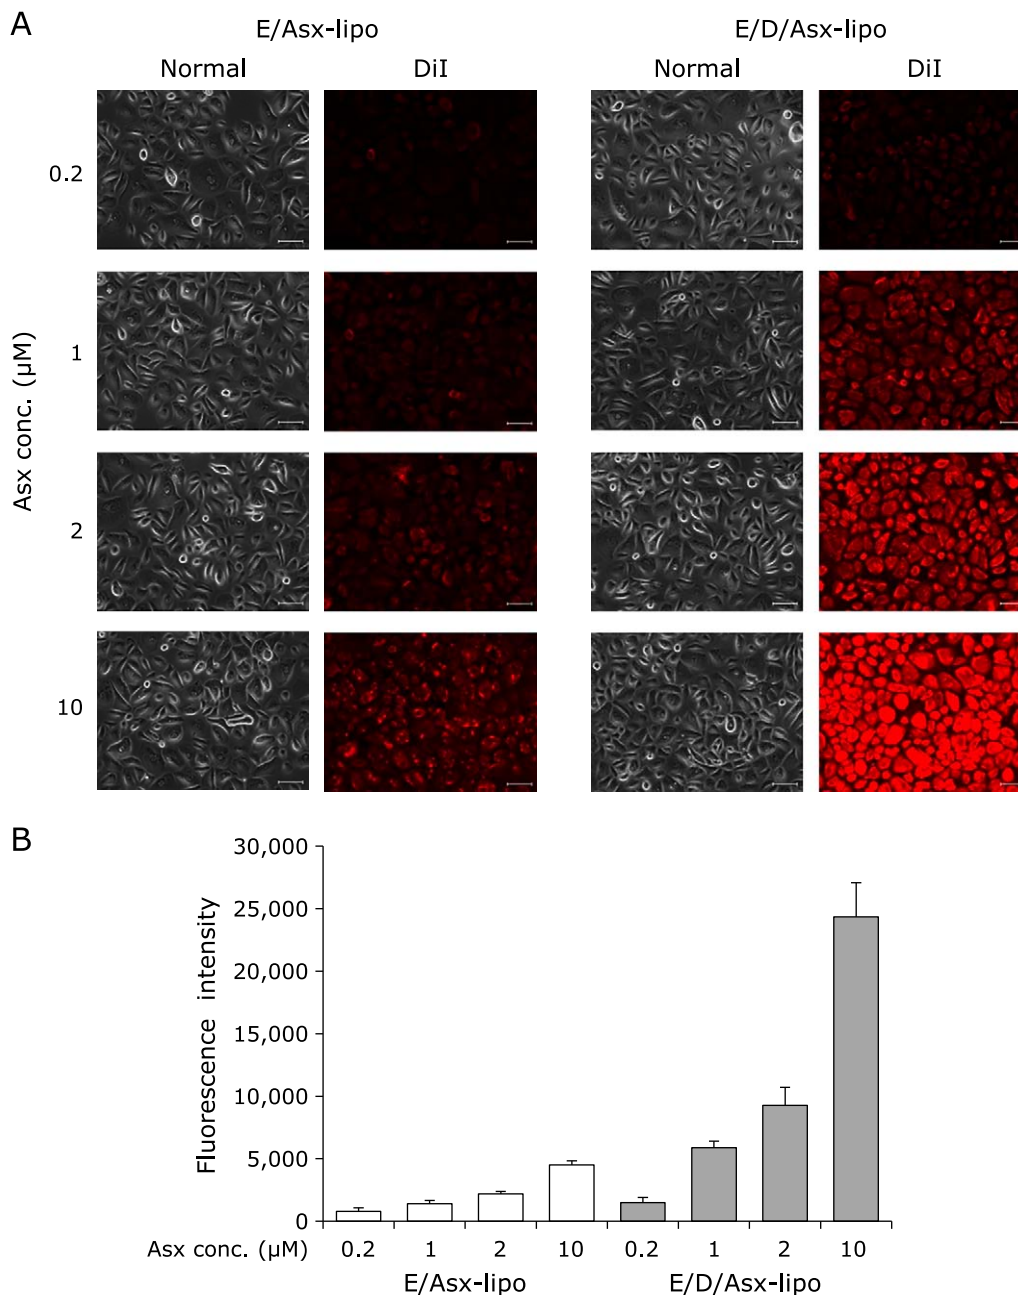 A
E/Asx-lipo E/D/Asx-lipo
Normal DiI Normal DiI
Asx conc. (µM)
0.2
1
2
10
B
Fluorescence intensity
30,000
25,000
20,000
15,000
10,000
5,000
0
Asx conc. (µM) 0.2 1 2 10 0.2 1 2 10
E/Asx-lipo E/D/Asx-lipo